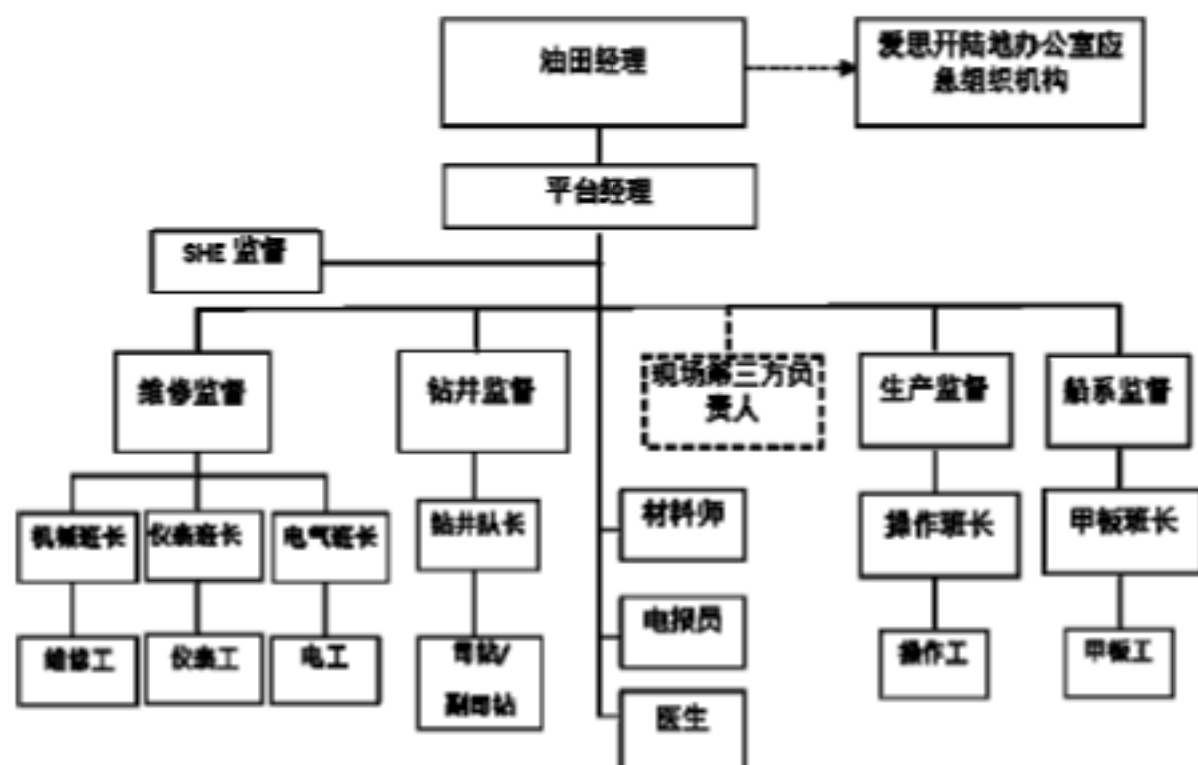 油田经理
爱思开陆地办公室应
急组织机构
平台经理
SHE 监督
维修监督
钻井监督
现场第三方负
责人
生产监督
船系监督
机械班长
仪表班长
电气班长
钻井队长
材料师
操作班长
甲板班长
维修工
仪表工
电工
司钻/
副司钻
电报员
操作工
甲板工
医生